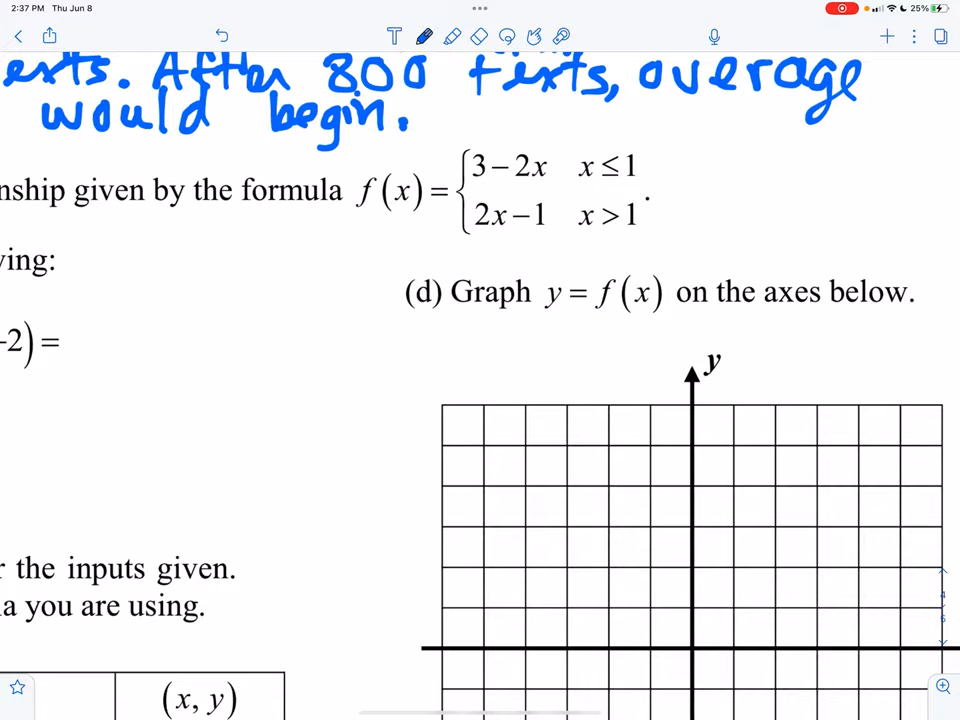 2:37 PM Thu Jun 8
25%
exts. After 800 texts, overage
would begin.
nship given by the formula f(x) = { 3 − 2x x ≤ 1
2x − 1 x > 1 .
ving:
(d) Graph y = f(x) on the axes below.
-2) =
y
r the inputs given.
la you are using.
(x, y)